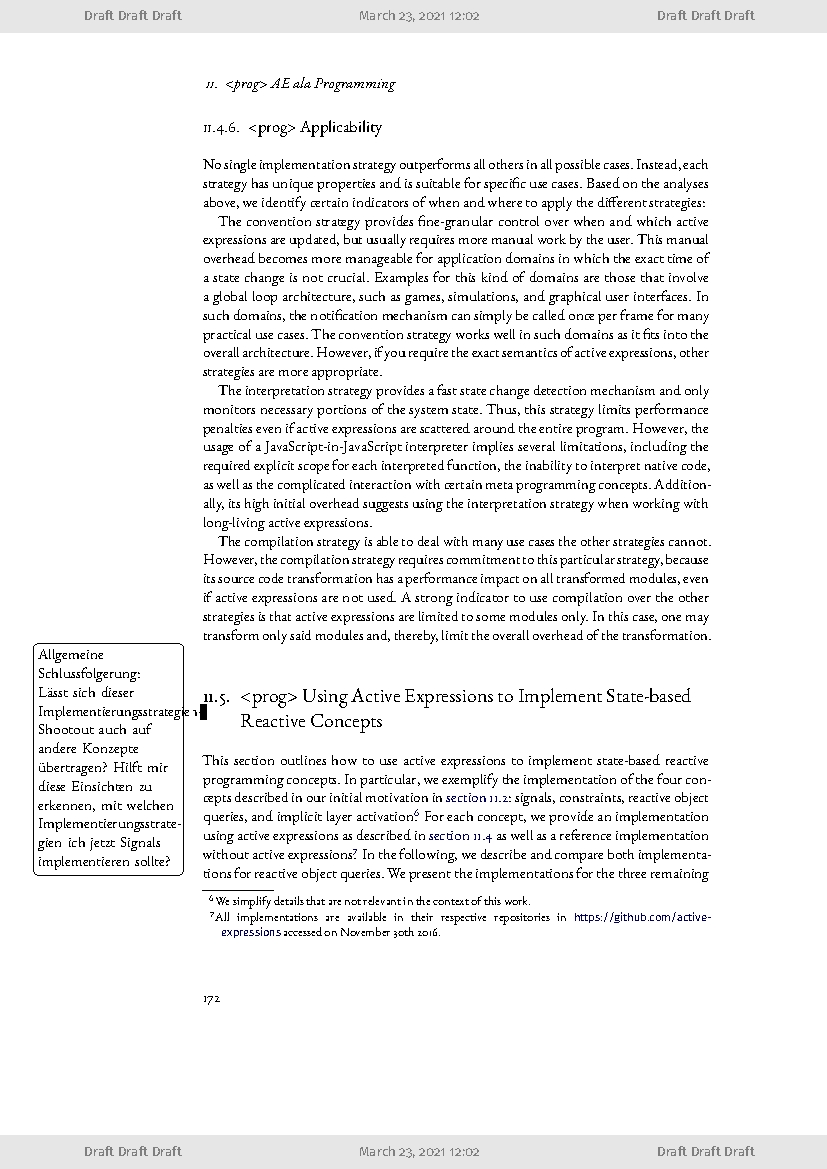 Draft Draft Draft March 23, 2021 12:02 Draft Draft Draft
11. <prog> AE ala Programming
11.4.6. <prog> Applicability
No single implementation strategy outperforms all others in all possible cases. Instead, each
strategy has unique properties and is suitable for specific use cases. Based on the analyses
above, we identify certain indicators of when and where to apply the different strategies:
The convention strategy provides fine-granular control over when and which active
expressions are updated, but usually requires more manual work by the user. This manual
overhead becomes more manageable for application domains in which the exact time of
a state change is not crucial. Examples for this kind of domains are those that involve
a global loop architecture, such as games, simulations, and graphical user interfaces. In
such domains, the notification mechanism can simply be called once per frame for many
practical use cases. The convention strategy works well in such domains as it fits into the
overall architecture. However, if you require the exact semantics of active expressions, other
strategies are more appropriate.
The interpretation strategy provides a fast state change detection mechanism and only
monitors necessary portions of the system state. Thus, this strategy limits performance
penalties even if active expressions are scattered around the entire program. However, the
usage of a JavaScript-in-JavaScript interpreter implies several limitations, including the
required explicit scope for each interpreted function, the inability to interpret native code,
as well as the complicated interaction with certain meta programming concepts. Addition-
ally, its high initial overhead suggests using the interpretation strategy when working with
long-living active expressions.
The compilation strategy is able to deal with many use cases the other strategies cannot.
However, the compilation strategy requires commitment to this particular strategy, because
its source code transformation has a performance impact on all transformed modules, even
if active expressions are not used. A strong indicator to use compilation over the other
strategies is that active expressions are limited to some modules only. In this case, one may
transform only said modules and, thereby, limit the overall overhead of the transformation.
Allgemeine
Schlussfolgerung:
Lässt sich dieser
Implementierungsstrategien-
Shootout auch auf
andere Konzepte
übertragen? Hilft mir
diese Einsichten zu
erkennen, mit welchen
Implementierungsstrate-
gien ich jetzt Signals
implementieren sollte?
11.5. <prog> Using Active Expressions to Implement State-based
Reactive Concepts
This section outlines how to use active expressions to implement state-based reactive
programming concepts. In particular, we exemplify the implementation of the four con-
cepts described in our initial motivation in section 11.2: signals, constraints, reactive object
queries, and implicit layer activation.⁶ For each concept, we provide an implementation
using active expressions as described in section 11.4 as well as a reference implementation
without active expressions.⁷ In the following, we describe and compare both implementa-
tions for reactive object queries. We present the implementations for the three remaining
⁶We simplify details that are not relevant in the context of this work.
⁷All implementations are available in their respective repositories in https://github.com/active-
expressions accessed on November 30th 2016.
172
Draft Draft Draft March 23, 2021 12:02 Draft Draft Draft